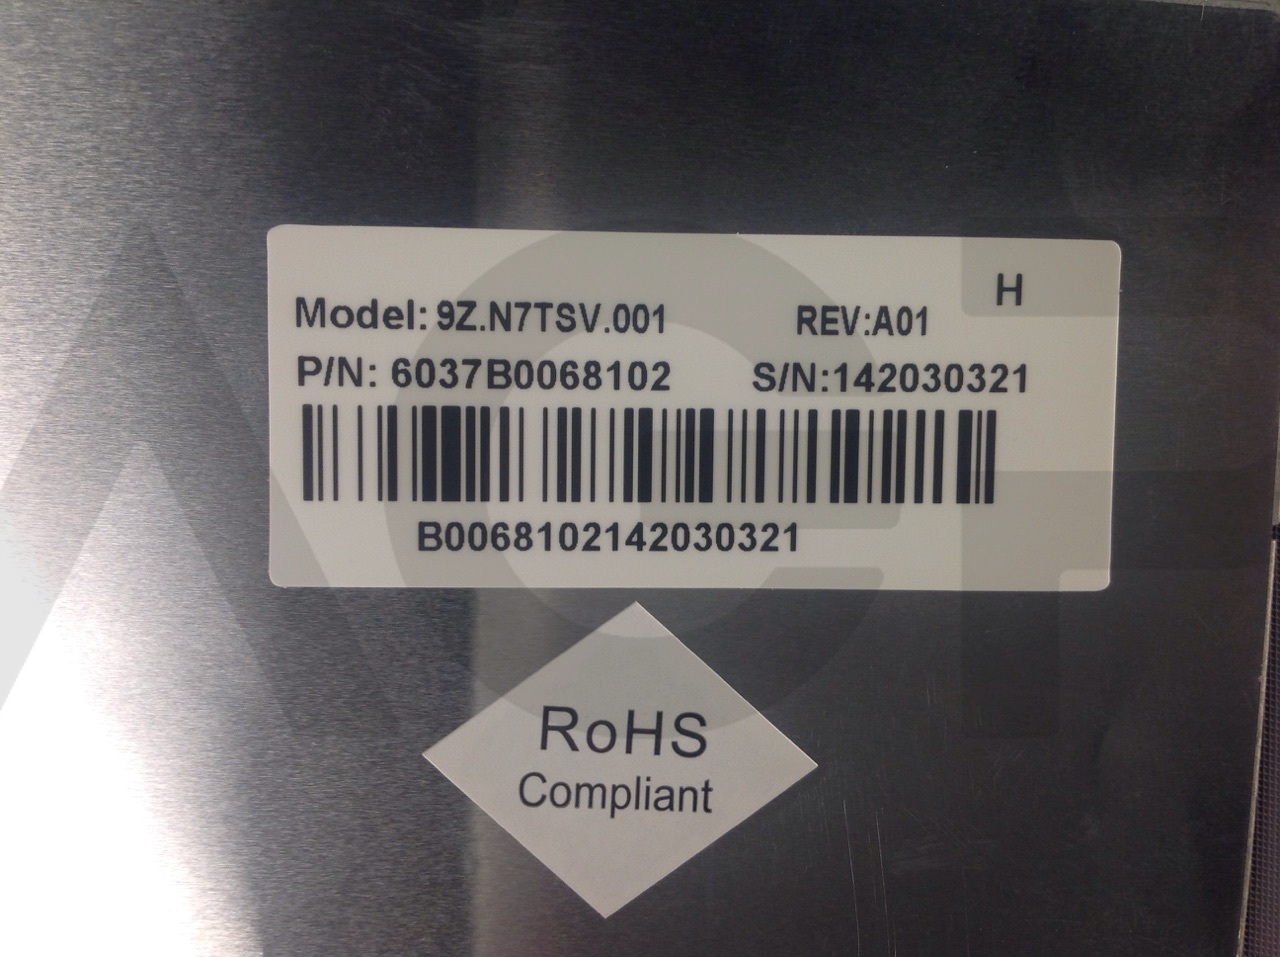 H
Model: 9Z.N7TSV.001 REV:A01
P/N: 6037B0068102 S/N:142030321
B0068102142030321
RoHS
Compliant